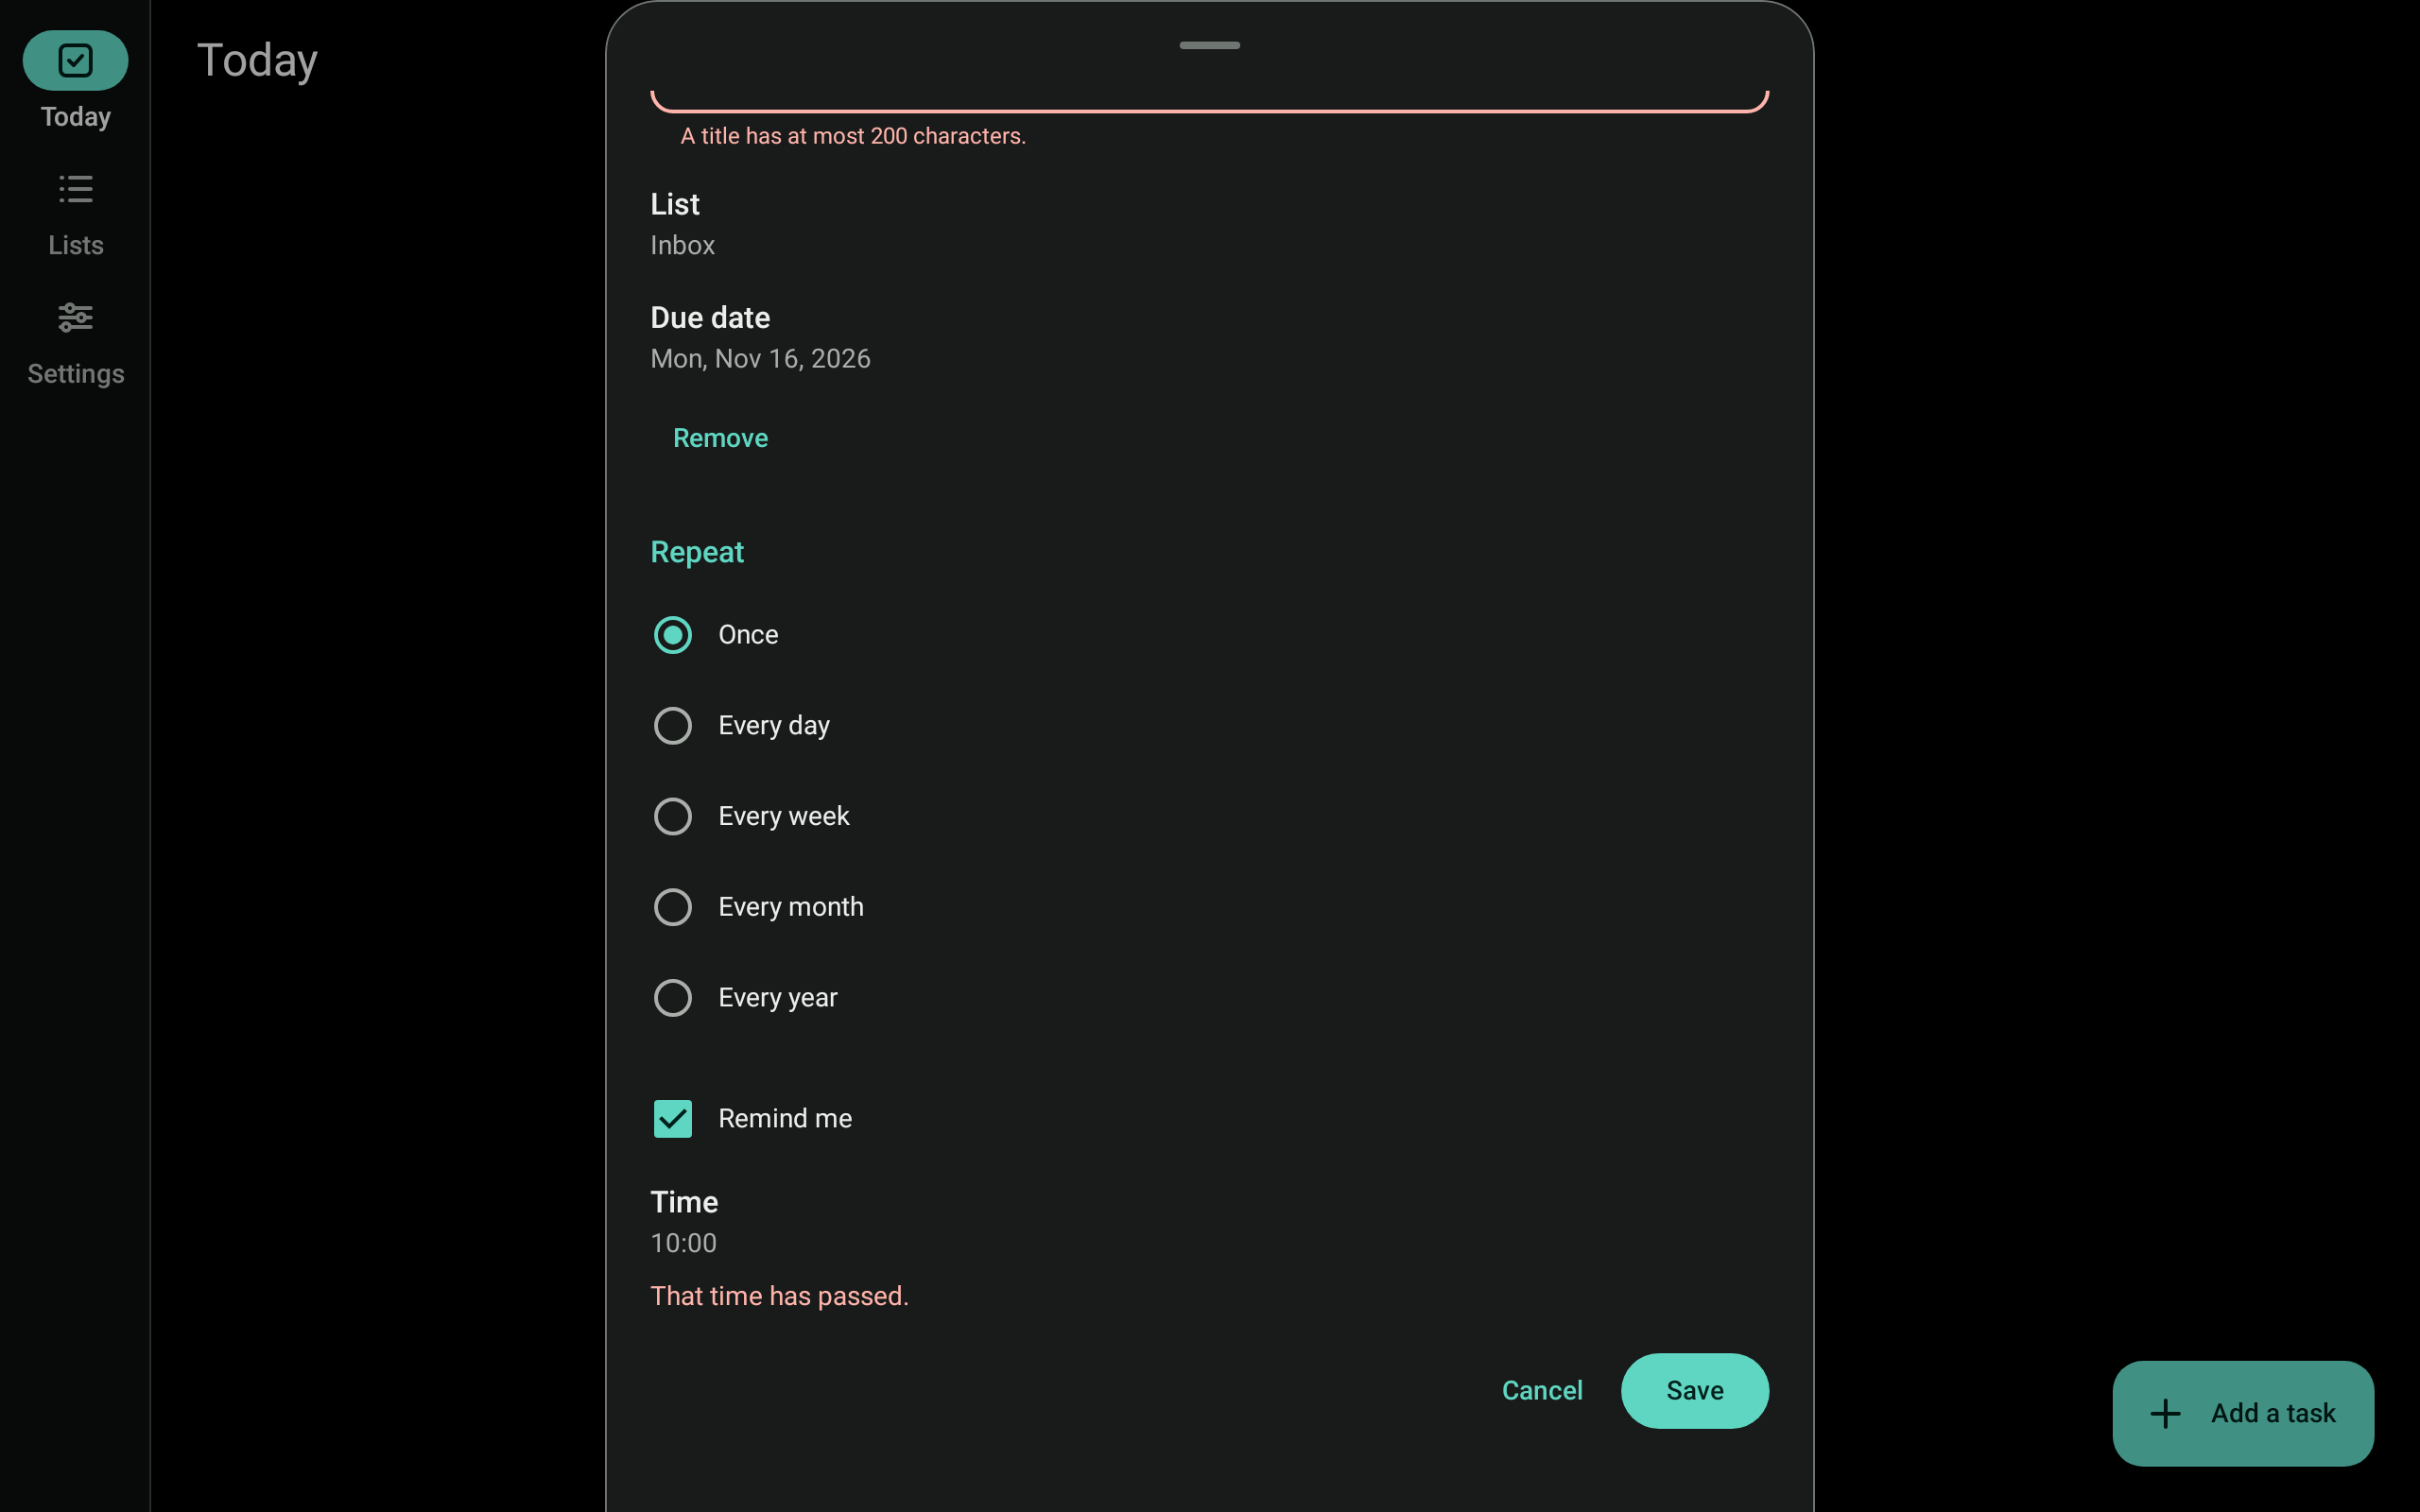 Today
Lists
Settings
Today
A title has at most 200 characters.
List
Inbox
Due date
Mon, Nov 16, 2026
Remove
Repeat
Once
Every day
Every week
Every month
Every year
Remind me
Time
10:00
That time has passed.
Cancel
Save
Add a task